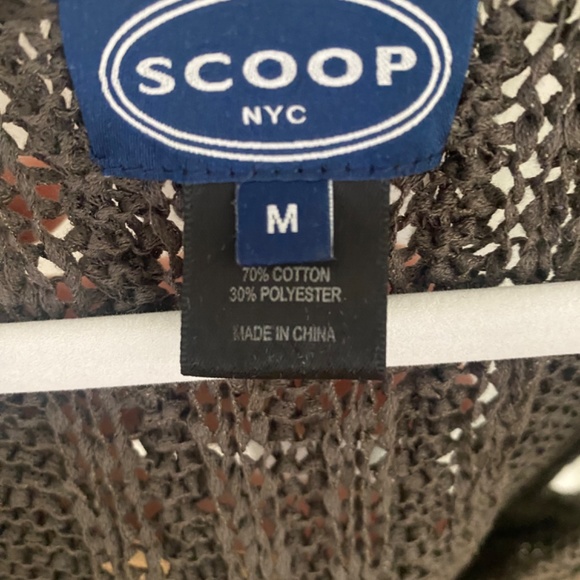 SCOOP
NYC
M
70% COTTON
30% POLYESTER
MADE IN CHINA